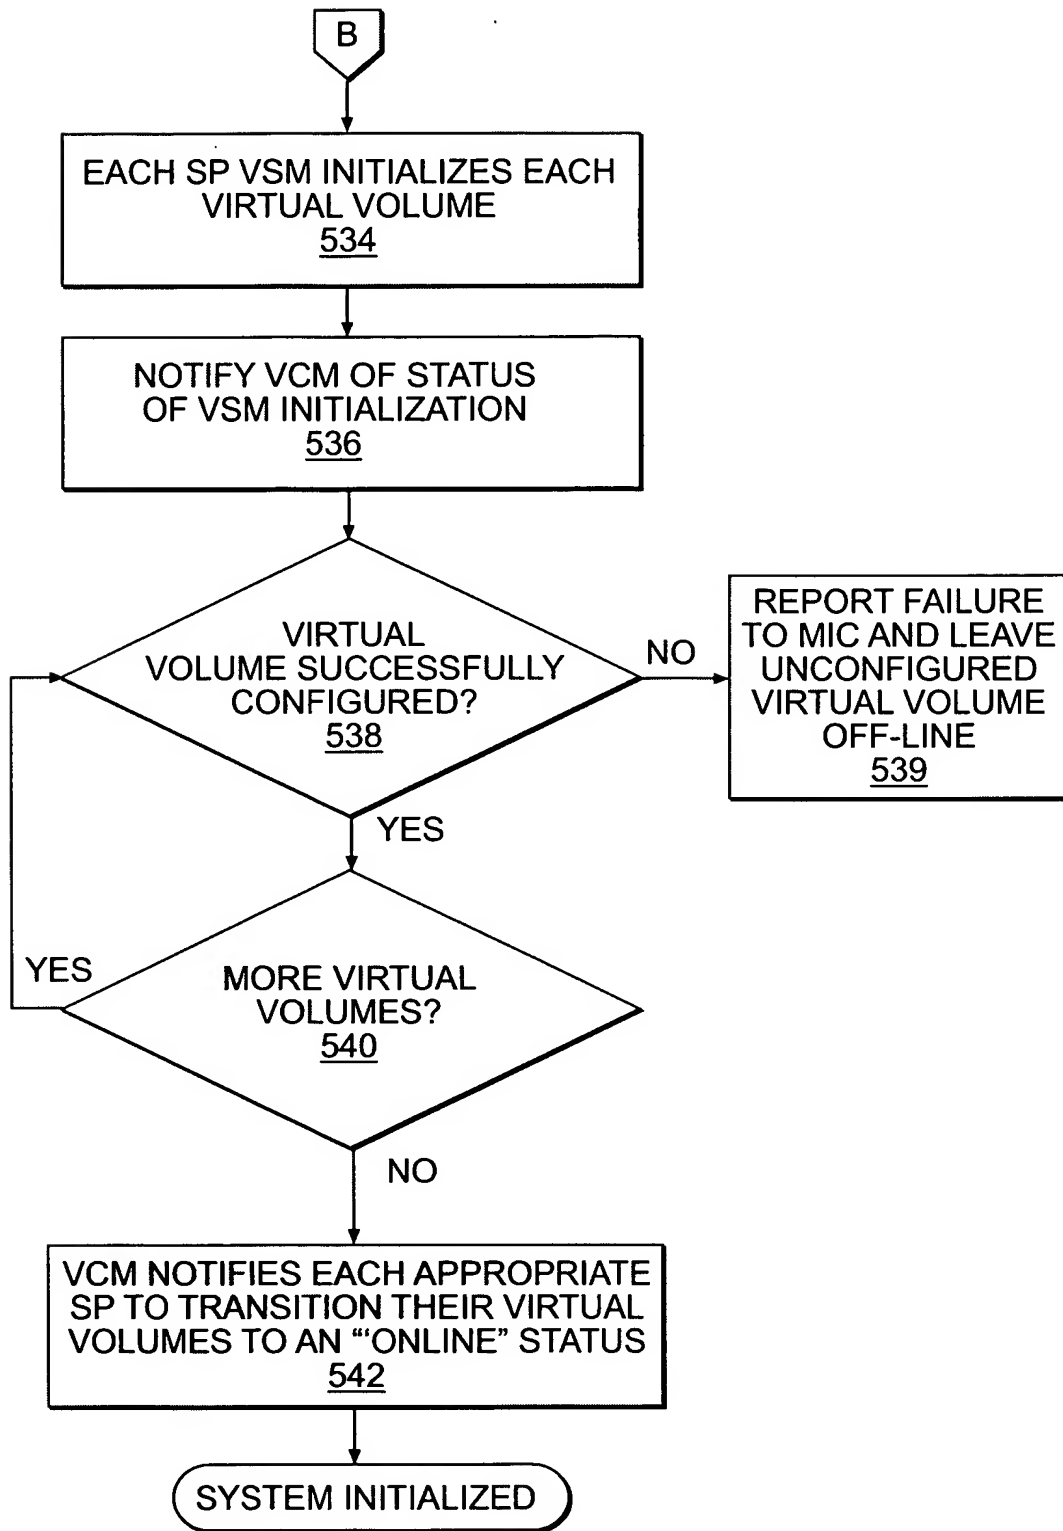 B
EACH SP VSM INITIALIZES EACH
VIRTUAL VOLUME
534
NOTIFY VCM OF STATUS
OF VSM INITIALIZATION
536
VIRTUAL
VOLUME SUCCESSFULLY
CONFIGURED?
538
NO
REPORT FAILURE
TO MIC AND LEAVE
UNCONFIGURED
VIRTUAL VOLUME
OFF-LINE
539
YES
YES
MORE VIRTUAL
VOLUMES?
540
NO
VCM NOTIFIES EACH APPROPRIATE
SP TO TRANSITION THEIR VIRTUAL
VOLUMES TO AN "'ONLINE" STATUS
542
SYSTEM INITIALIZED